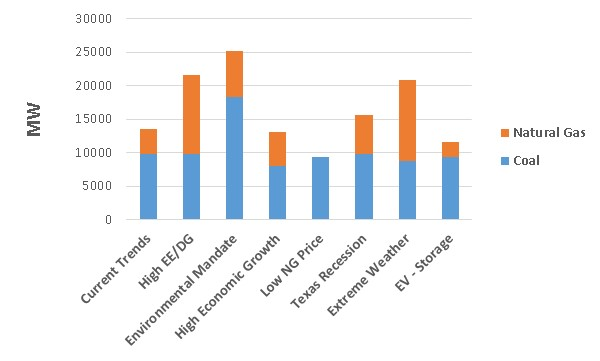 30000
25000
20000
15000
10000
5000
0
MW
Natural Gas
Coal
Current Trends
High EE/DG
Environmental Mandate
High Economic Growth
Low NG Price
Texas Recession
Extreme Weather
EV - Storage